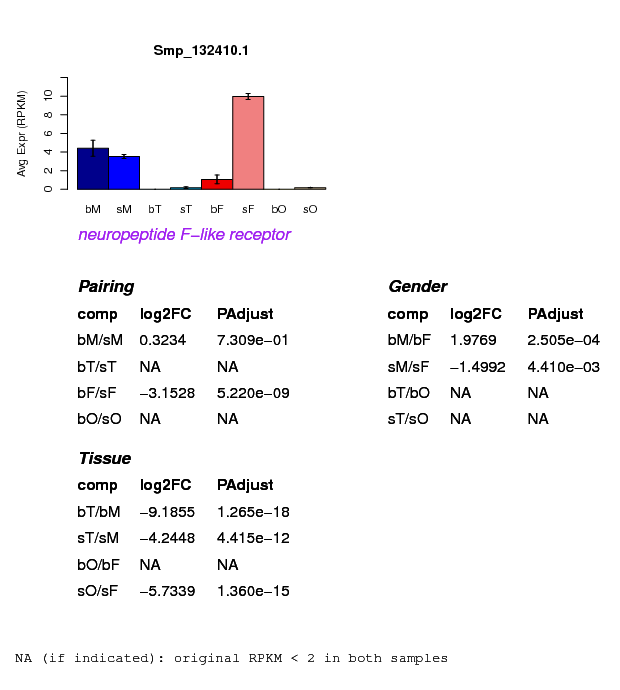 Smp_132410.1
Avg Expr (RPKM)
0 2 4 6 8 10
bM sM bT sT bF sF bO sO
neuropeptide F−like receptor
Pairing
comp log2FC PAdjust
bM/sM 0.3234 7.309e−01
bT/sT NA NA
bF/sF −3.1528 5.220e−09
bO/sO NA NA
Gender
comp log2FC PAdjust
bM/bF 1.9769 2.505e−04
sM/sF −1.4992 4.410e−03
bT/bO NA NA
sT/sO NA NA
Tissue
comp log2FC PAdjust
bT/bM −9.1855 1.265e−18
sT/sM −4.2448 4.415e−12
bO/bF NA NA
sO/sF −5.7339 1.360e−15
NA (if indicated): original RPKM < 2 in both samples